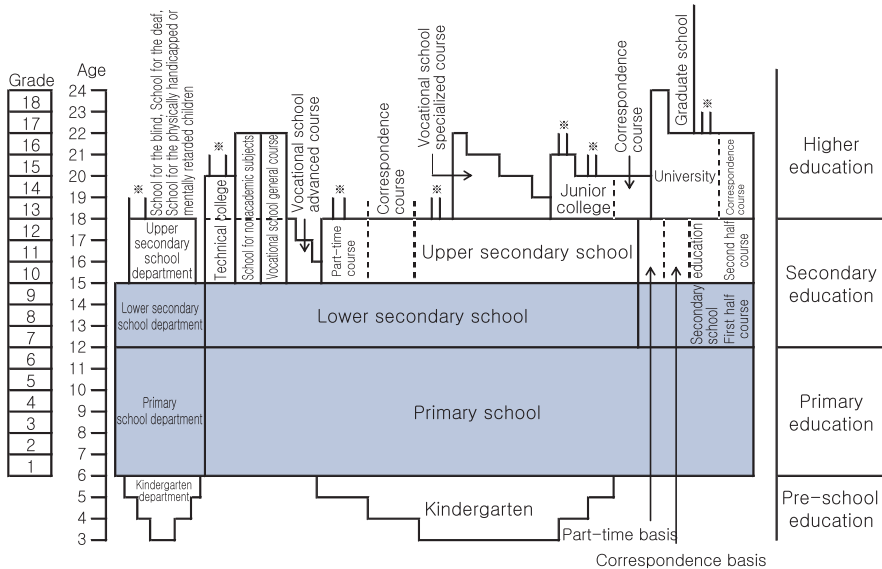 Grade
18
17
16
15
14
13
12
11
10
9
8
7
6
5
4
3
2
1
Age
24
23
22
21
20
19
18
17
16
15
14
13
12
11
10
9
8
7
6
5
4
3
School for the blind, School for the deaf,
School for the physically handicapped or
mentally retarded children
※
Upper
secondary
school
department
Lower secondary
school department
Primary
school department
Kindergarten
department
※
Technical college
School for nonacademic subjects
Vocational school general course
Vocational school
advanced course
※
Part-time
course
Correspondence
course
※
Vocational school
specialized course
Upper secondary school
Lower secondary school
Primary school
Kindergarten
※
※
Junior
college
Correspondence
course
Graduate school
※
University
Correspondence
course
Secondary education
school
Second half
course
First half
course
Part-time basis
Correspondence basis
Higher
education
Secondary
education
Primary
education
Pre-school
education